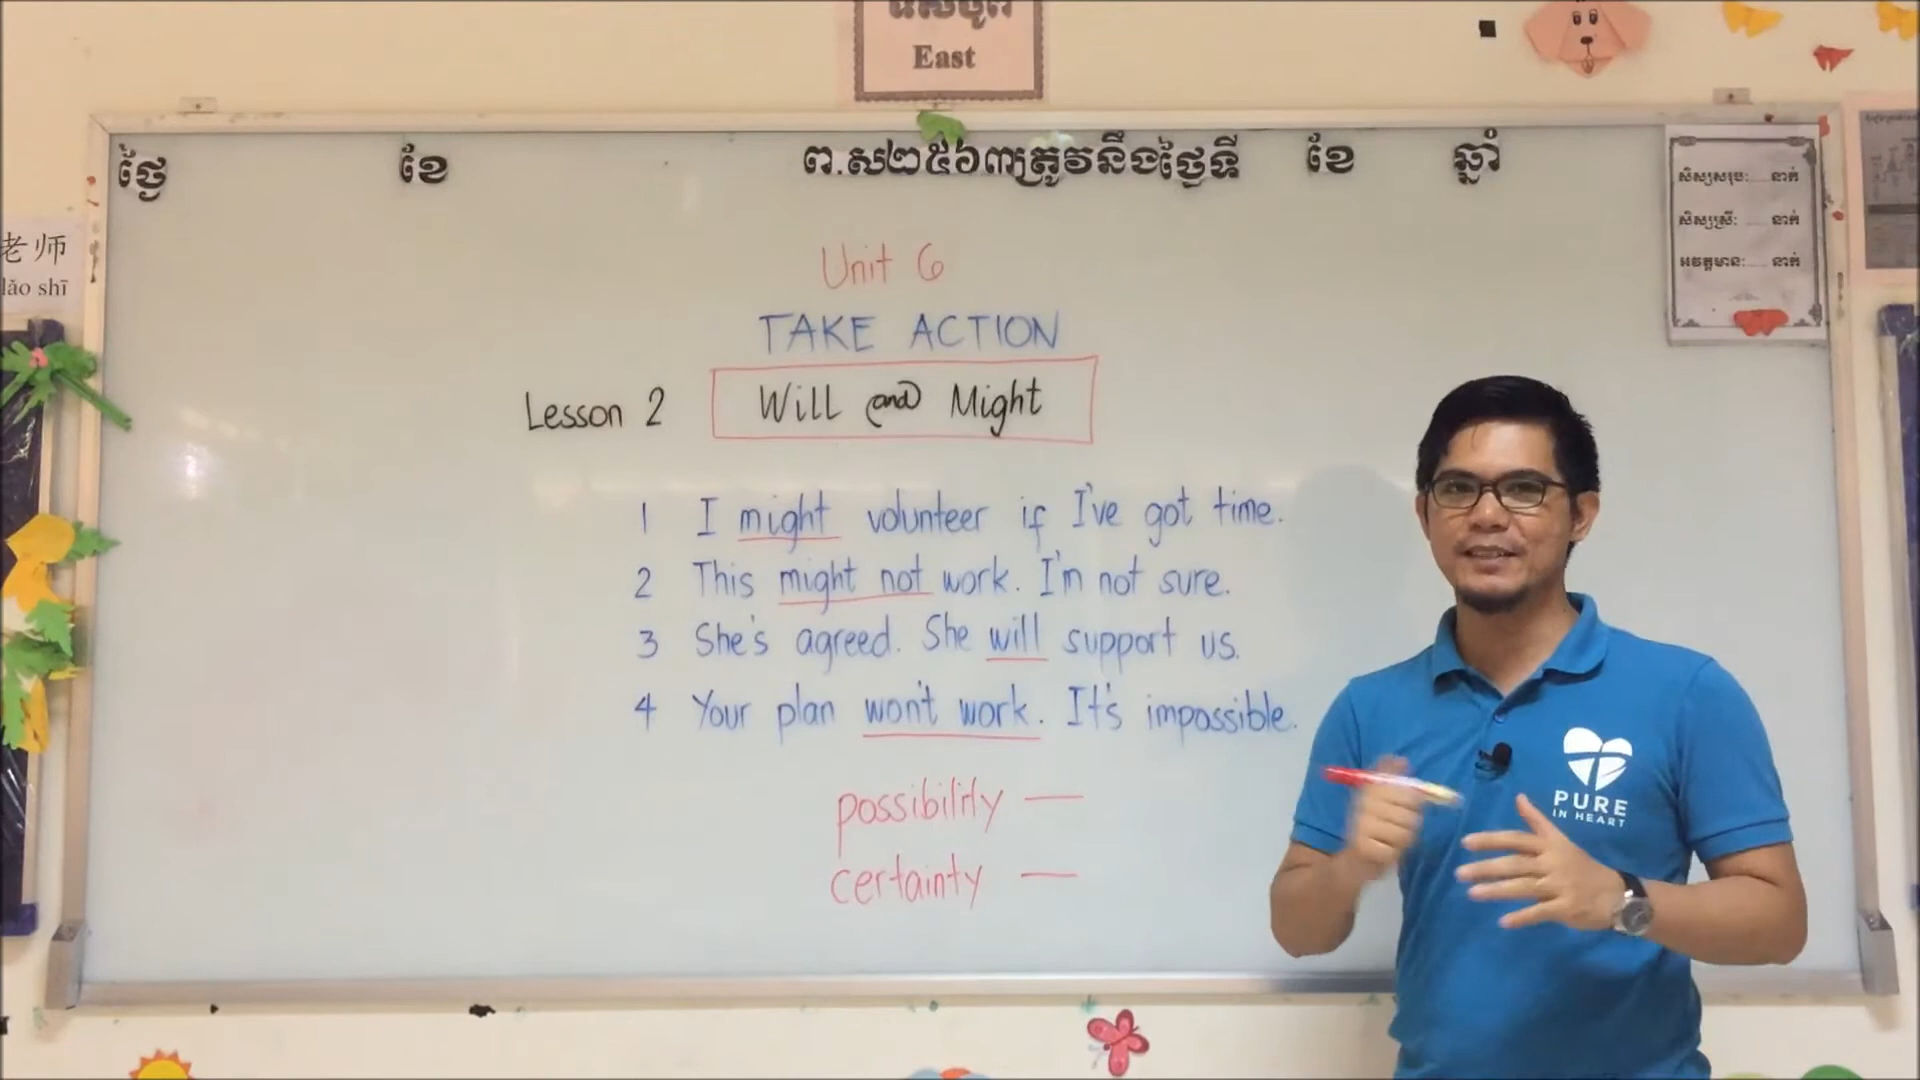 East
ថ្ងៃ ខែ ព.ស២៥៦៣ត្រូវនឹងថ្ងៃទី ខែ ឆ្នាំ
សិស្សសរុប:.....នាក់
សិស្សស្រី:.....នាក់
អវត្តមាន:.....នាក់
老师
lǎo shī
Unit 6
TAKE ACTION
Lesson 2 Will and Might
1 I might volunteer if I've got time.
2 This might not work. I'm not sure.
3 She's agreed. She will support us.
4 Your plan won't work. It's impossible.
possibility —
certainty —
PURE
IN HEART